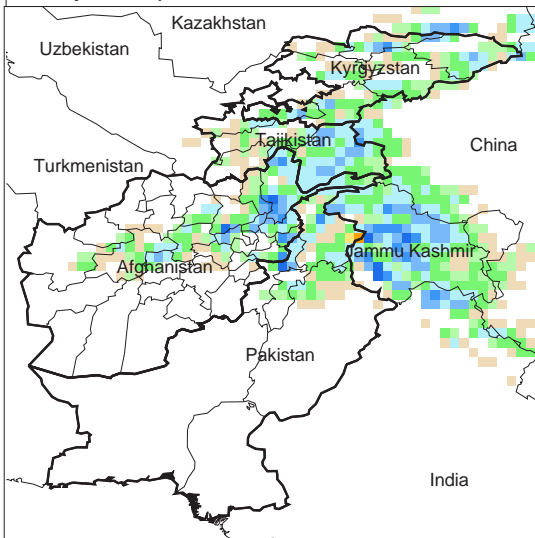 Kazakhstan
Uzbekistan
Kyrgyzstan
Tajikistan
China
Turkmenistan
Jammu Kashmir
Afghanistan
Pakistan
India